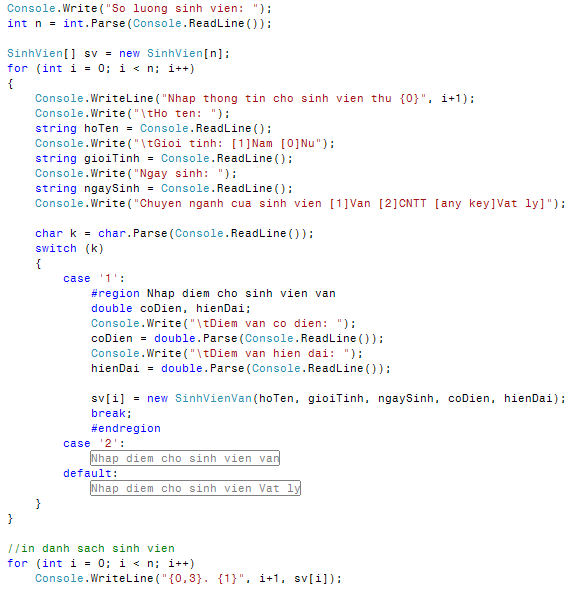 Console.Write("So luong sinh vien: ");
int n = int.Parse(Console.ReadLine());

SinhVien[] sv = new SinhVien[n];
for (int i = 0; i < n; i++)
{
    Console.WriteLine("Nhap thong tin cho sinh vien thu {0}", i+1);
    Console.Write("\tHo ten: ");
    string hoTen = Console.ReadLine();
    Console.Write("\tGioi tinh: [1]Nam [0]Nu");
    string gioiTinh = Console.ReadLine();
    Console.Write("Ngay sinh: ");
    string ngaySinh = Console.ReadLine();
    Console.Write("Chuyen nganh cua sinh vien [1]Van [2]CNTT [any key]Vat ly]");

    char k = char.Parse(Console.ReadLine());
    switch (k)
    {
        case '1':
            #region Nhap diem cho sinh vien van
            double coDien, hienDai;
            Console.Write("\tDiem van co dien: ");
            coDien = double.Parse(Console.ReadLine());
            Console.Write("\tDiem van hien dai: ");
            hienDai = double.Parse(Console.ReadLine());

            sv[i] = new SinhVienVan(hoTen, gioiTinh, ngaySinh, coDien, hienDai);
            break;
            #endregion
        case '2':
            Nhap diem cho sinh vien van
        default:
            Nhap diem cho sinh vien Vat ly
    }
}

//in danh sach sinh vien
for (int i = 0; i < n; i++)
    Console.WriteLine("{0,3}. {1}", i+1, sv[i]);